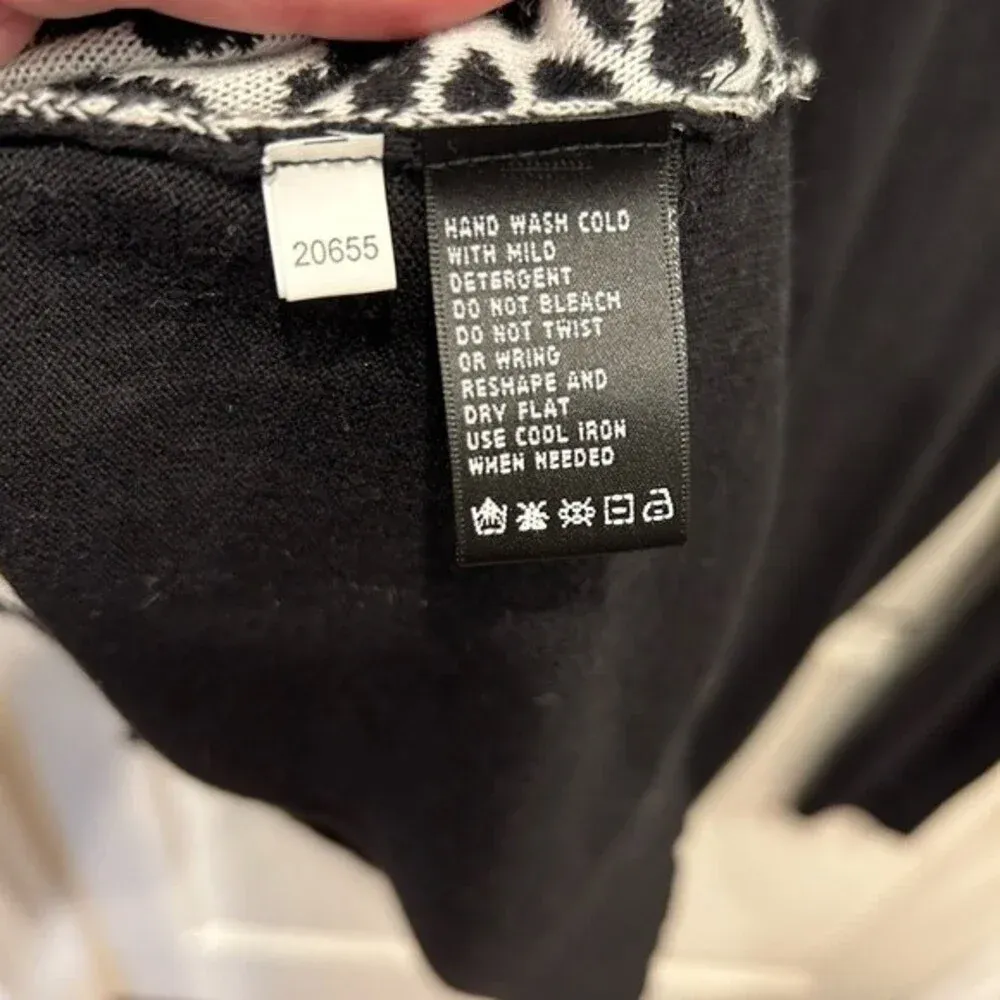 20655
HAND WASH COLD
WITH MILD
DETERGENT
DO NOT BLEACH
DO NOT TWIST
OR WRING
RESHAPE AND
DRY FLAT
USE COOL IRON
WHEN NEEDED